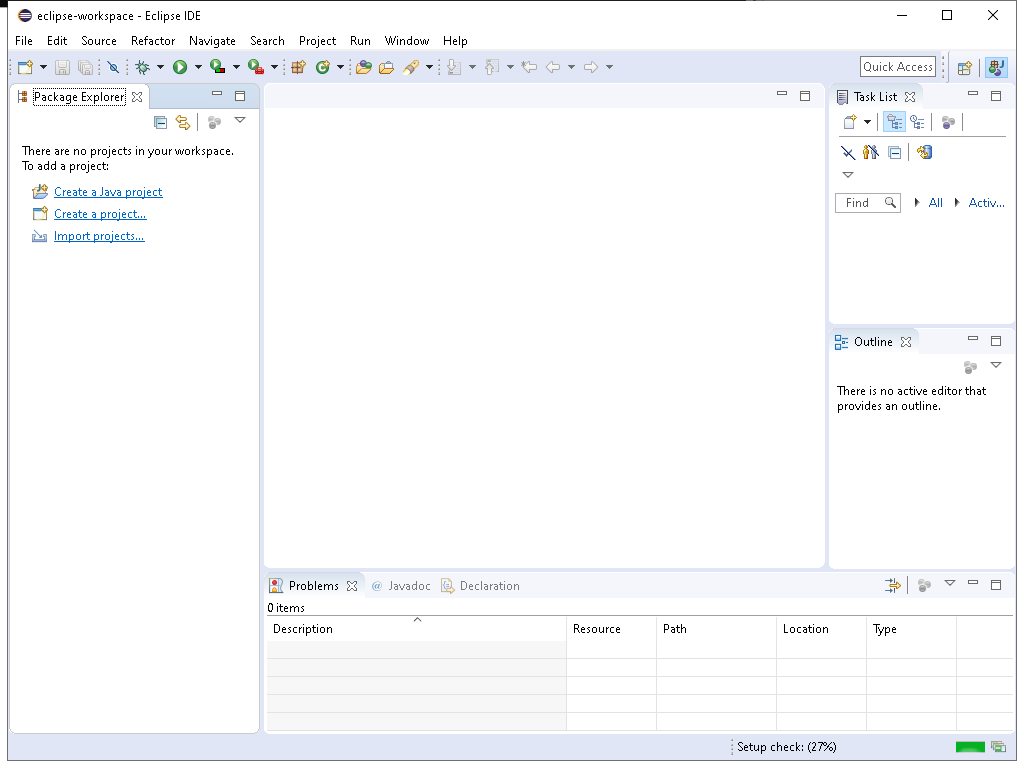 eclipse-workspace - Eclipse IDE
File Edit Source Refactor Navigate Search Project Run Window Help
Quick Access
Package Explorer
There are no projects in your workspace.
To add a project:
Create a Java project
Create a project...
Import projects...
Task List
Find All Activ...
Outline
There is no active editor that
provides an outline.
Problems @ Javadoc Declaration
0 items
Description Resource Path Location Type
Setup check: (27%)